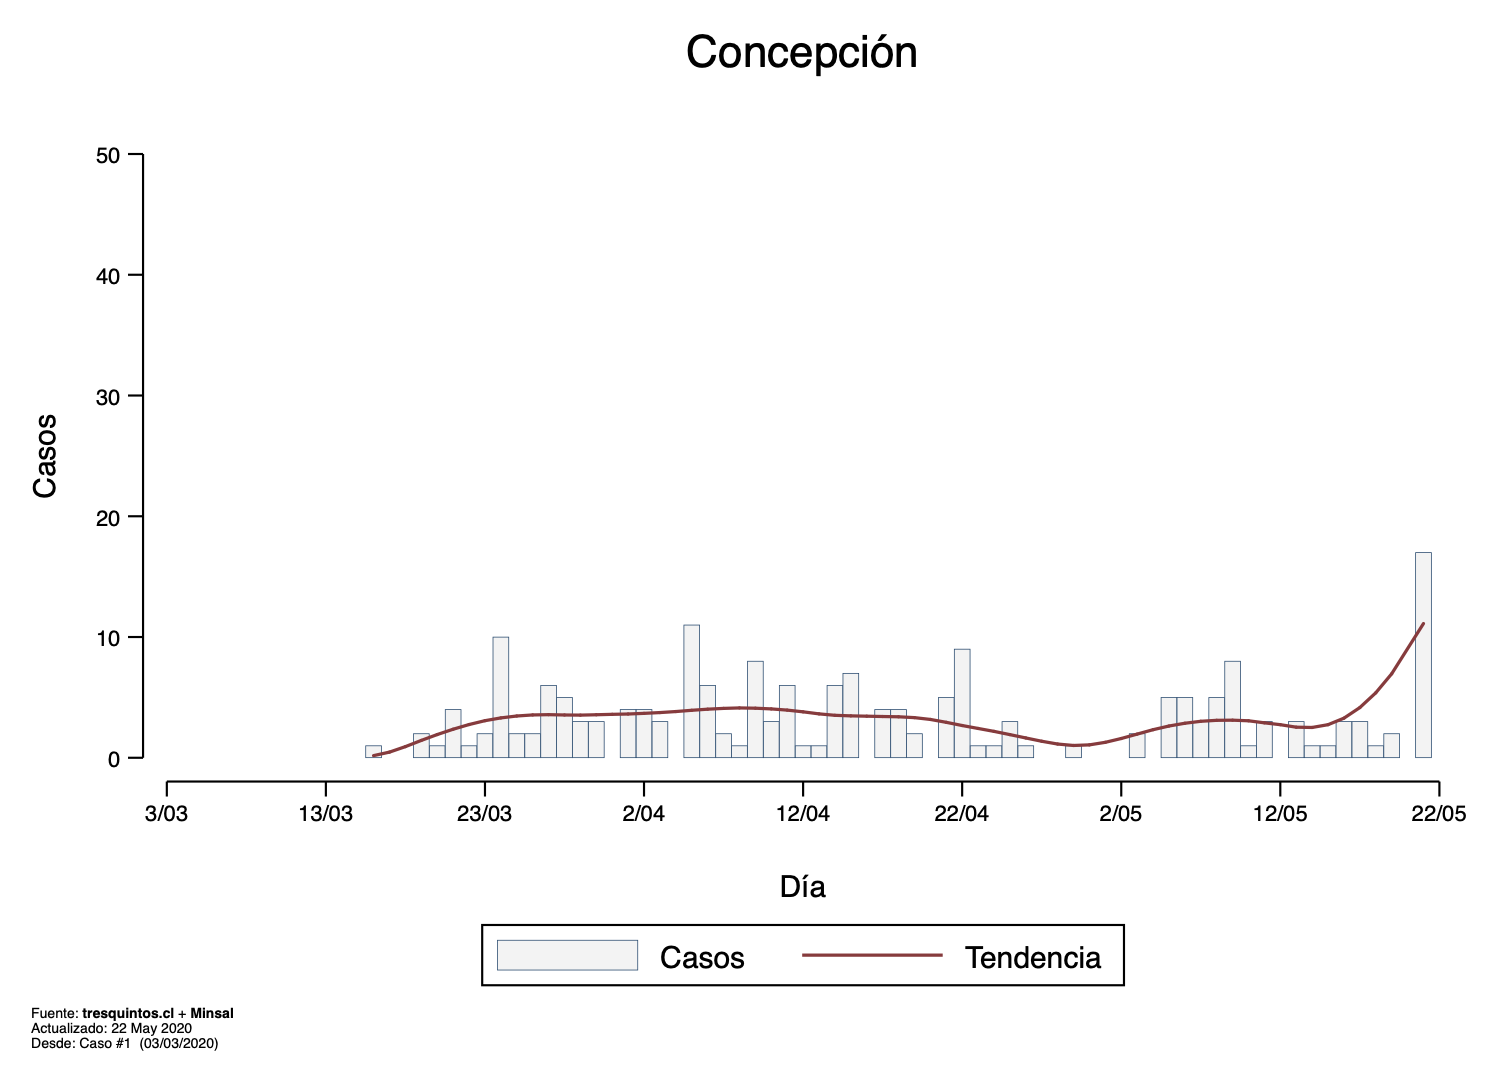 Concepción
50
40
30
20
10
0
Casos
3/03 13/03 23/03 2/04 12/04 22/04 2/05 12/05 22/05
Día
Casos Tendencia
Fuente: tresquintos.cl + Minsal
Actualizado: 22 May 2020
Desde: Caso #1 (03/03/2020)